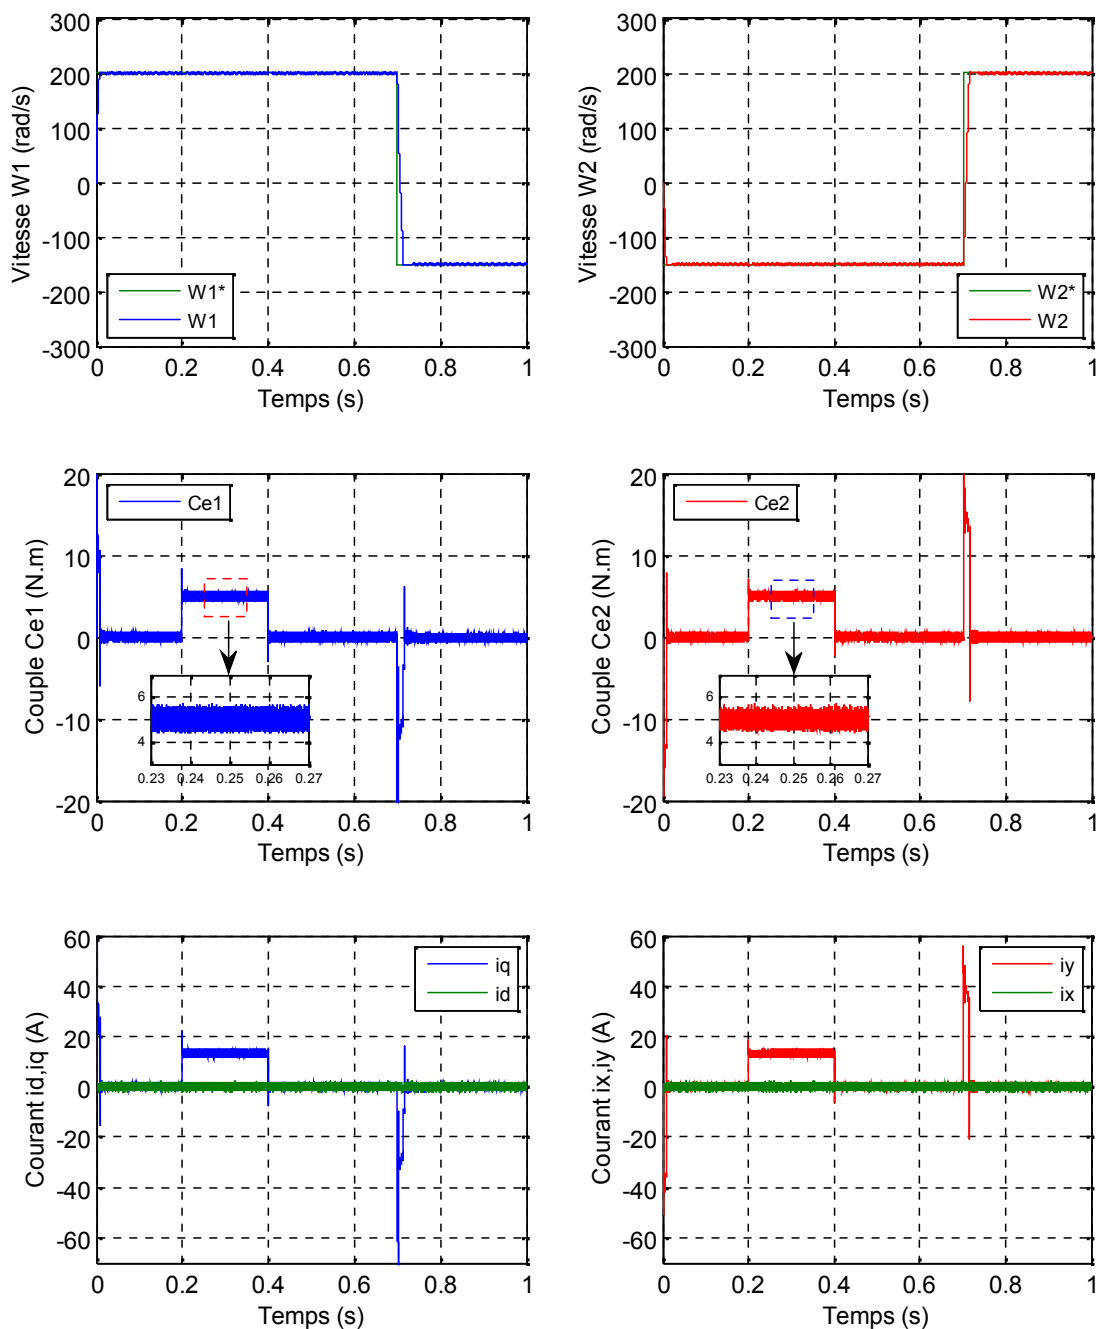 300
200
100
0
-100
-200
-300
Vitesse W1 (rad/s)
W1*
W1
0 0.2 0.4 0.6 0.8 1
Temps (s)
300
200
100
0
-100
-200
-300
Vitesse W2 (rad/s)
W2*
W2
0 0.2 0.4 0.6 0.8 1
Temps (s)
20
10
0
-10
-20
Couple Ce1 (N.m)
Ce1
6
4
0.23 0.24 0.25 0.26 0.27
0 0.2 0.4 0.6 0.8 1
Temps (s)
20
10
0
-10
-20
Couple Ce2 (N.m)
Ce2
6
4
0.23 0.24 0.25 0.26 0.27
0 0.2 0.4 0.6 0.8 1
Temps (s)
60
40
20
0
-20
-40
-60
Courant id,iq (A)
iq
id
0 0.2 0.4 0.6 0.8 1
Temps (s)
60
40
20
0
-20
-40
-60
Courant ix,iy (A)
iy
ix
0 0.2 0.4 0.6 0.8 1
Temps (s)